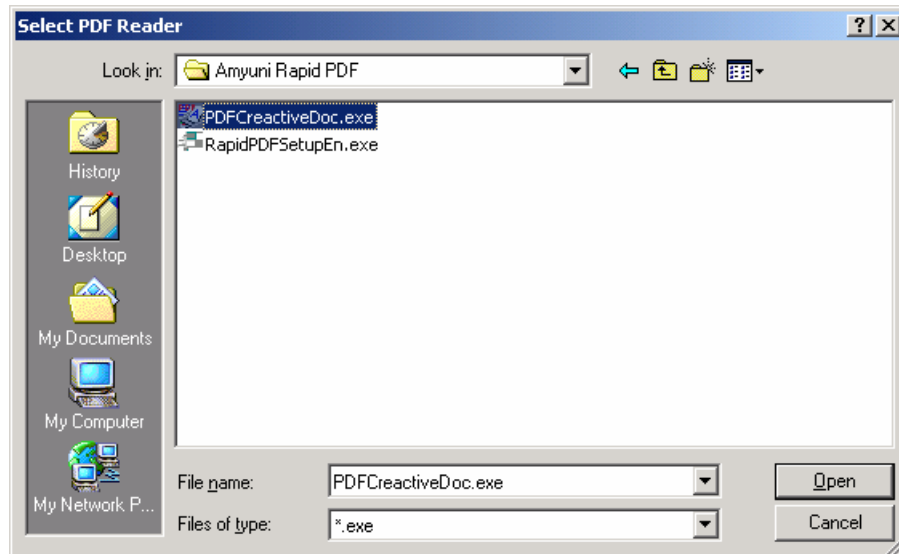 Select PDF Reader
Look in: Amyuni Rapid PDF
PDFCreactiveDoc.exe
RapidPDFSetupEn.exe
History
Desktop
My Documents
My Computer
My Network P...
File name: PDFCreactiveDoc.exe Open
Files of type: *.exe Cancel